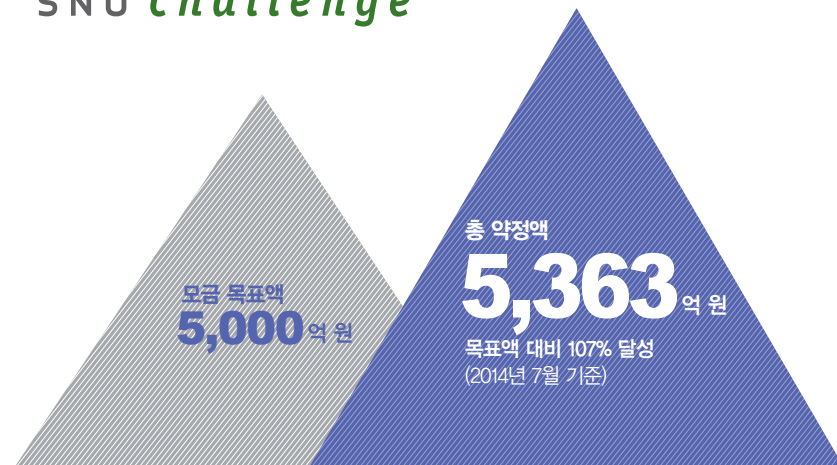 SNU challenge
모금 목표액
5,000억 원
총 약정액
5,363억 원
목표액 대비 107% 달성
(2014년 7월 기준)